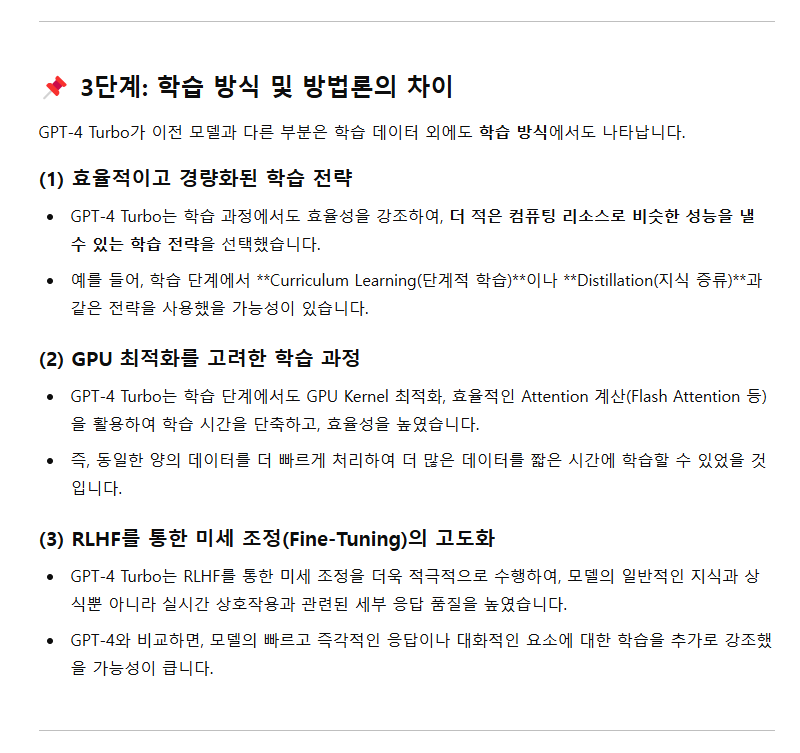 📌 3단계: 학습 방식 및 방법론의 차이
GPT-4 Turbo가 이전 모델과 다른 부분은 학습 데이터 외에도 학습 방식에서도 나타납니다.
(1) 효율적이고 경량화된 학습 전략
• GPT-4 Turbo는 학습 과정에서도 효율성을 강조하여, 더 적은 컴퓨팅 리소스로 비슷한 성능을 낼
수 있는 학습 전략을 선택했습니다.
• 예를 들어, 학습 단계에서 **Curriculum Learning(단계적 학습)**이나 **Distillation(지식 증류)**과
같은 전략을 사용했을 가능성이 있습니다.
(2) GPU 최적화를 고려한 학습 과정
• GPT-4 Turbo는 학습 단계에서도 GPU Kernel 최적화, 효율적인 Attention 계산(Flash Attention 등)
을 활용하여 학습 시간을 단축하고, 효율성을 높였습니다.
• 즉, 동일한 양의 데이터를 더 빠르게 처리하여 더 많은 데이터를 짧은 시간에 학습할 수 있었을 것
입니다.
(3) RLHF를 통한 미세 조정(Fine-Tuning)의 고도화
• GPT-4 Turbo는 RLHF를 통한 미세 조정을 더욱 적극적으로 수행하여, 모델의 일반적인 지식과 상
식뿐 아니라 실시간 상호작용과 관련된 세부 응답 품질을 높였습니다.
• GPT-4와 비교하면, 모델의 빠르고 즉각적인 응답이나 대화적인 요소에 대한 학습을 추가로 강조했
을 가능성이 큽니다.